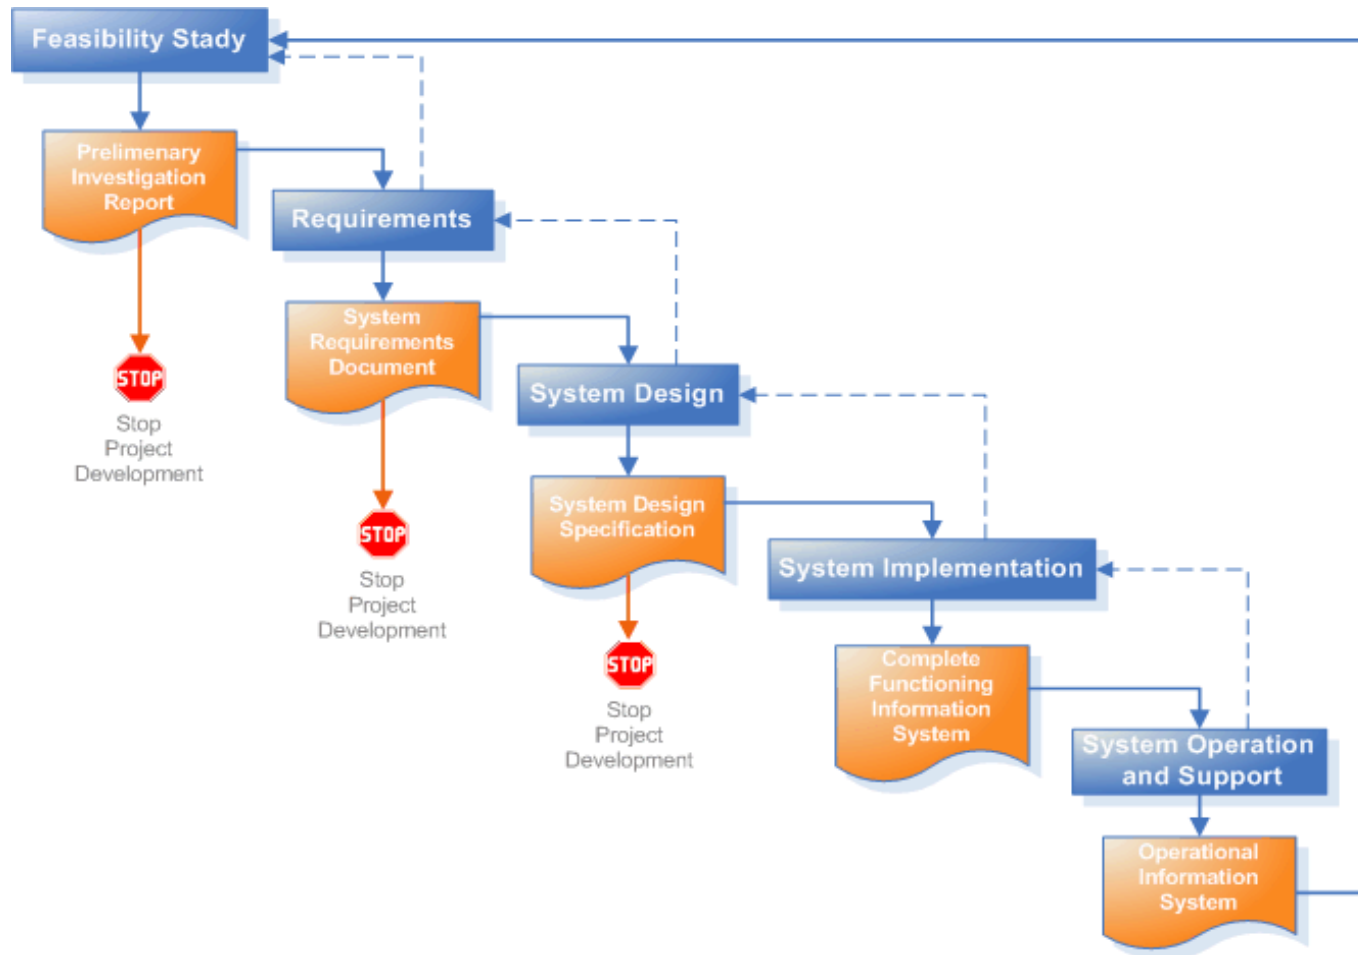 Feasibility Stady
Prelimenary
Investigation
Report
STOP
Stop
Project
Development
Requirements
System
Requirements
Document
STOP
Stop
Project
Development
System Design
System Design
Specification
STOP
Stop
Project
Development
System Implementation
Complete
Functioning
Information
System
System Operation
and Support
Operational
Information
System